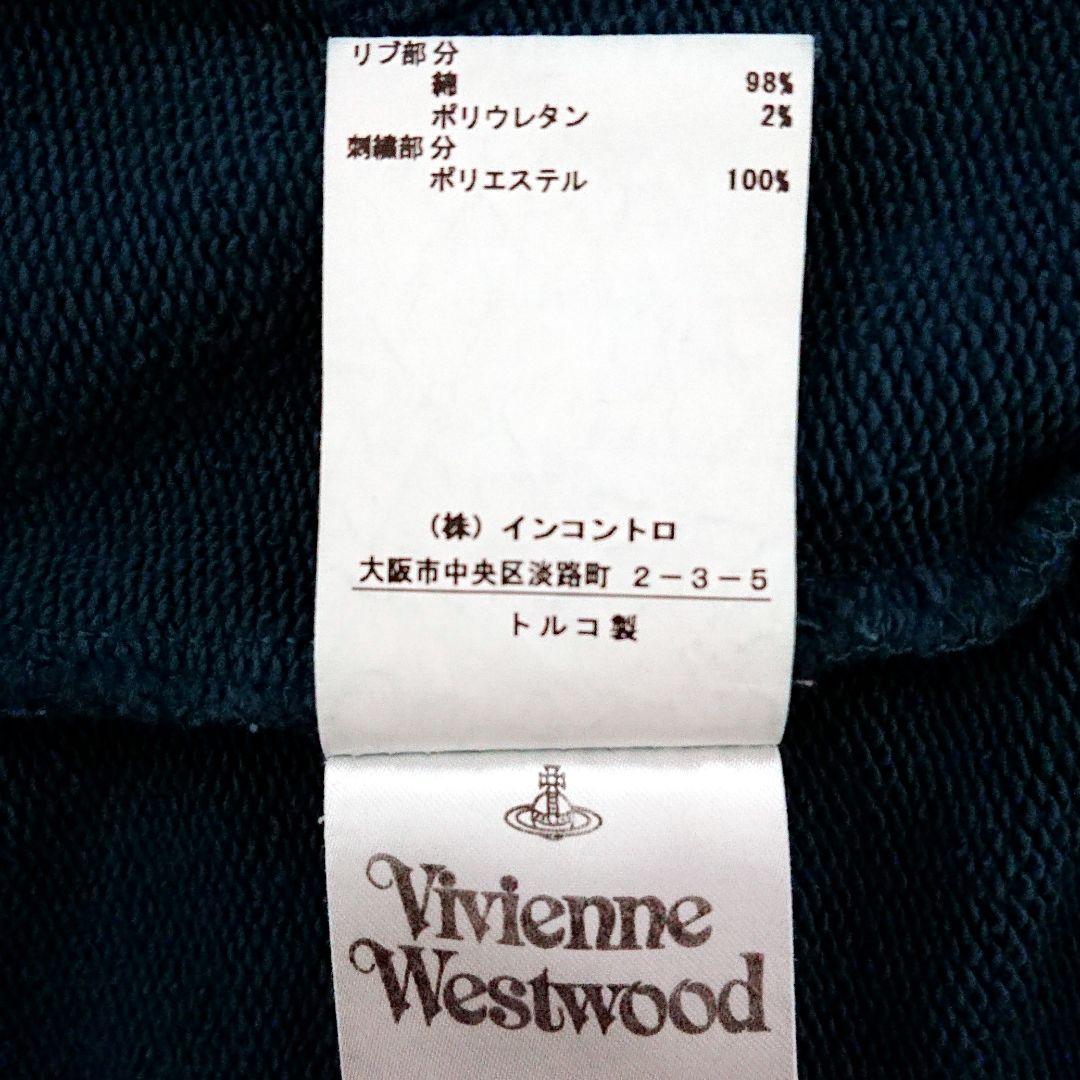 リブ部分
綿 98%
ポリウレタン 2%
刺繍部分
ポリエステル 100%
(株)インコントロ
大阪市中央区淡路町 2-3-5
トルコ製
Vivienne
Westwood